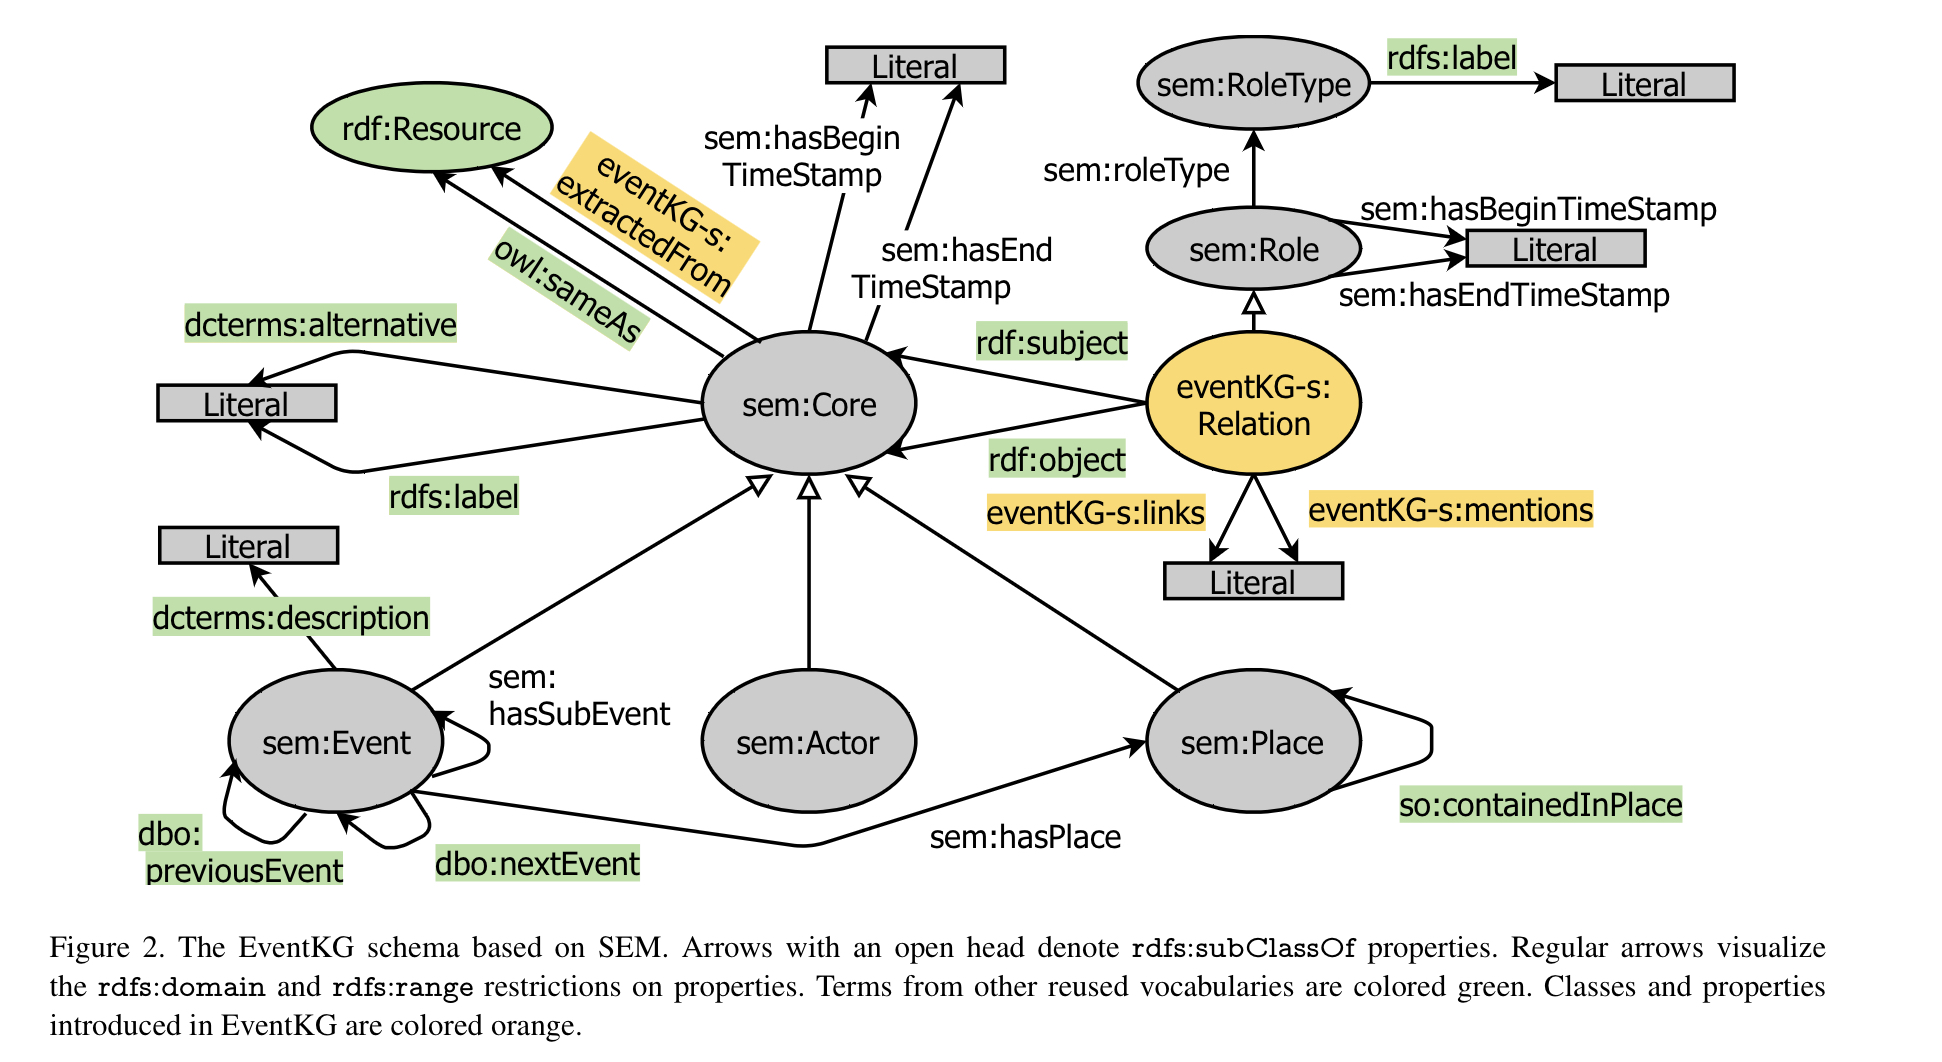 Literal
rdfs:label
sem:RoleType
Literal
rdf:Resource
sem:hasBegin
TimeStamp
eventKG-s:
extractedFrom
sem:roleType
sem:hasBeginTimeStamp
sem:Role
Literal
sem:hasEnd
TimeStamp
owl:sameAs
sem:hasEndTimeStamp
dcterms:alternative
rdf:subject
Literal
sem:Core
eventKG-s:
Relation
rdf:object
rdfs:label
eventKG-s:links
eventKG-s:mentions
Literal
Literal
dcterms:description
sem:
hasSubEvent
sem:Event
sem:Actor
sem:Place
so:containedInPlace
dbo:
previousEvent
dbo:nextEvent
sem:hasPlace
Figure 2. The EventKG schema based on SEM. Arrows with an open head denote rdfs:subClassOf properties. Regular arrows visualize
the rdfs:domain and rdfs:range restrictions on properties. Terms from other reused vocabularies are colored green. Classes and properties
introduced in EventKG are colored orange.